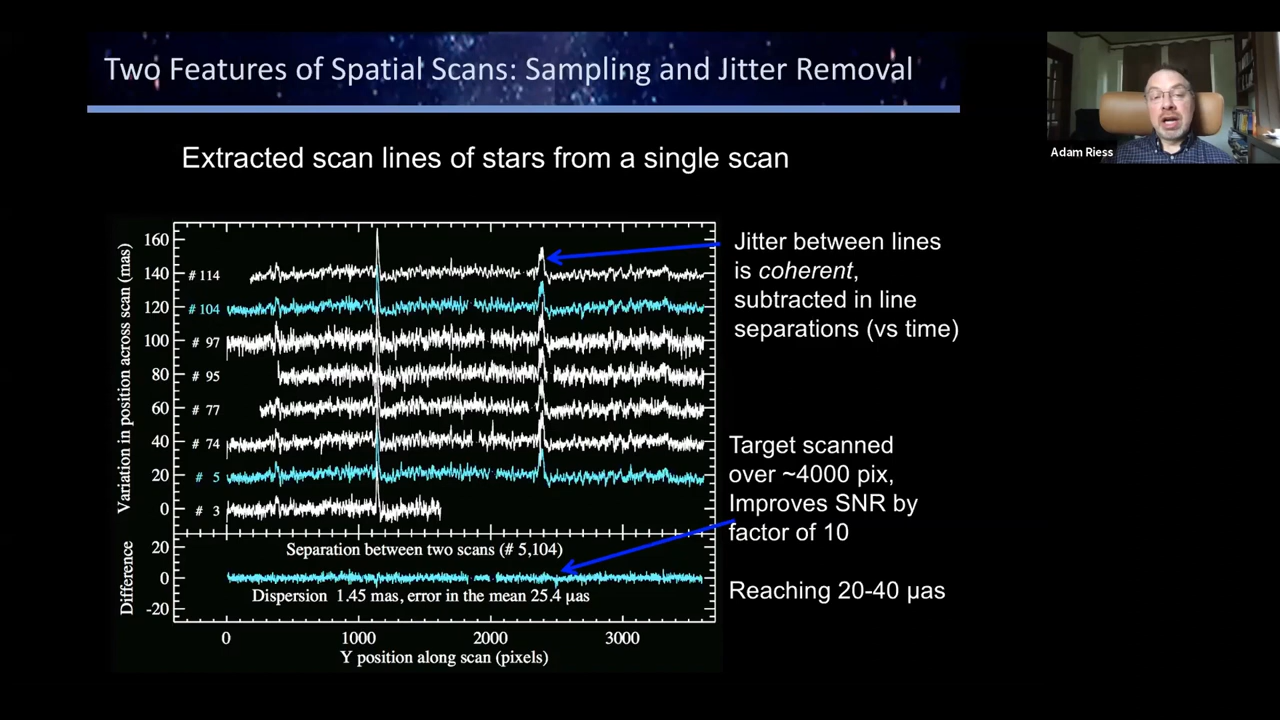 Two Features of Spatial Scans: Sampling and Jitter Removal
Adam Riess
Extracted scan lines of stars from a single scan
Variation in position across scan (mas)
160
140
120
100
80
60
40
20
0
# 114
# 104
# 97
# 95
# 77
# 74
# 5
# 3
Jitter between lines
is coherent,
subtracted in line
separations (vs time)
Target scanned
over ~4000 pix,
Improves SNR by
factor of 10
Reaching 20-40 µas
Difference
20
0
-20
Separation between two scans (# 5,104)
Dispersion 1.45 mas, error in the mean 25.4 µas
0
1000
2000
3000
Y position along scan (pixels)